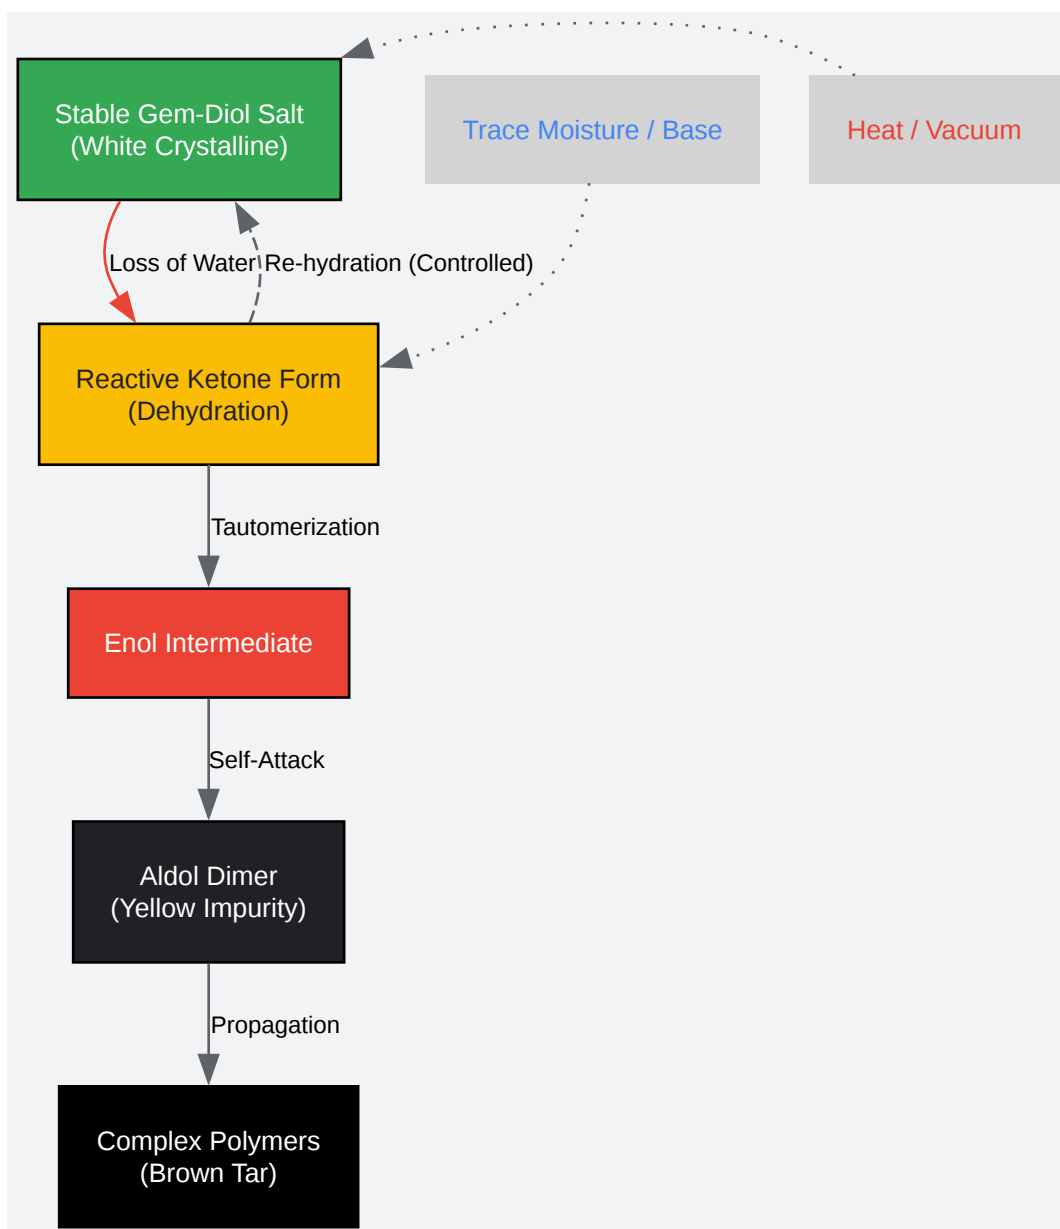 Stable Gem-Diol Salt
(White Crystalline)
Trace Moisture / Base
Heat / Vacuum
Loss of Water
Re-hydration (Controlled)
Reactive Ketone Form
(Dehydration)
Tautomerization
Enol Intermediate
Self-Attack
Aldol Dimer
(Yellow Impurity)
Propagation
Complex Polymers
(Brown Tar)